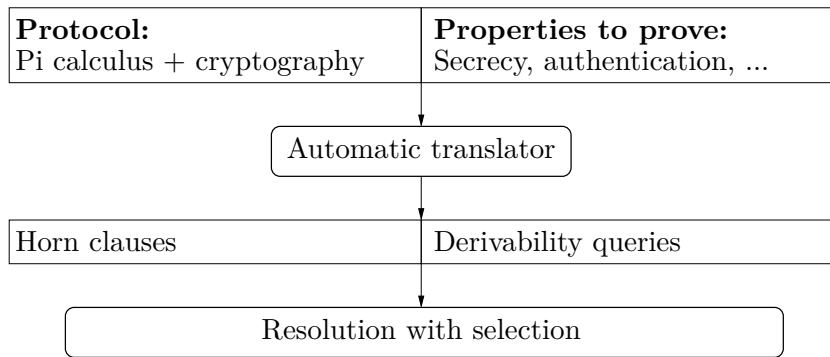 Protocol:
Pi calculus + cryptography
Properties to prove:
Secrecy, authentication, ...
Automatic translator
Horn clauses
Derivability queries
Resolution with selection